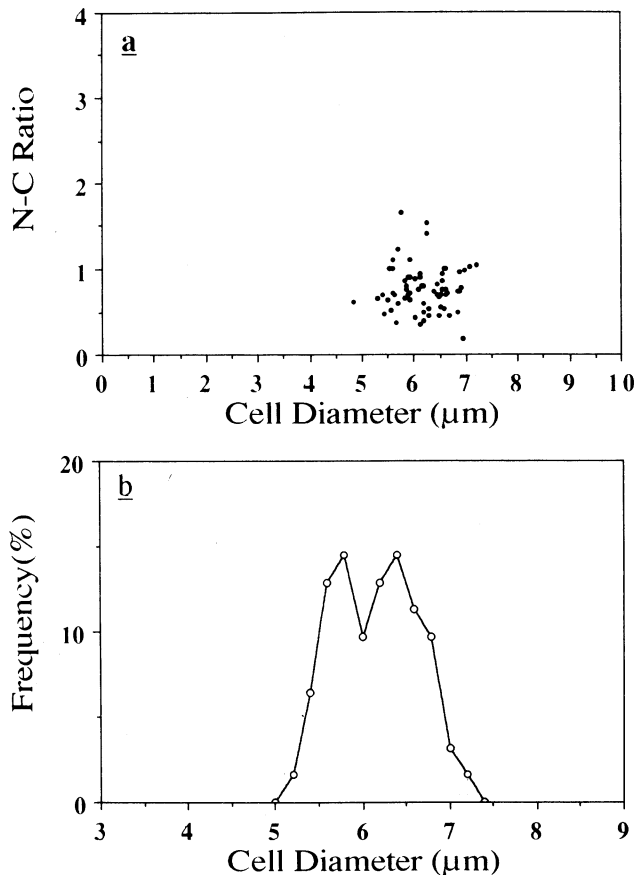 a
4
3
2
1
0
N-C Ratio
0 1 2 3 4 5 6 7 8 9 10
Cell Diameter (μm)
b
20
10
0
Frequency(%)
3 4 5 6 7 8 9
Cell Diameter (μm)